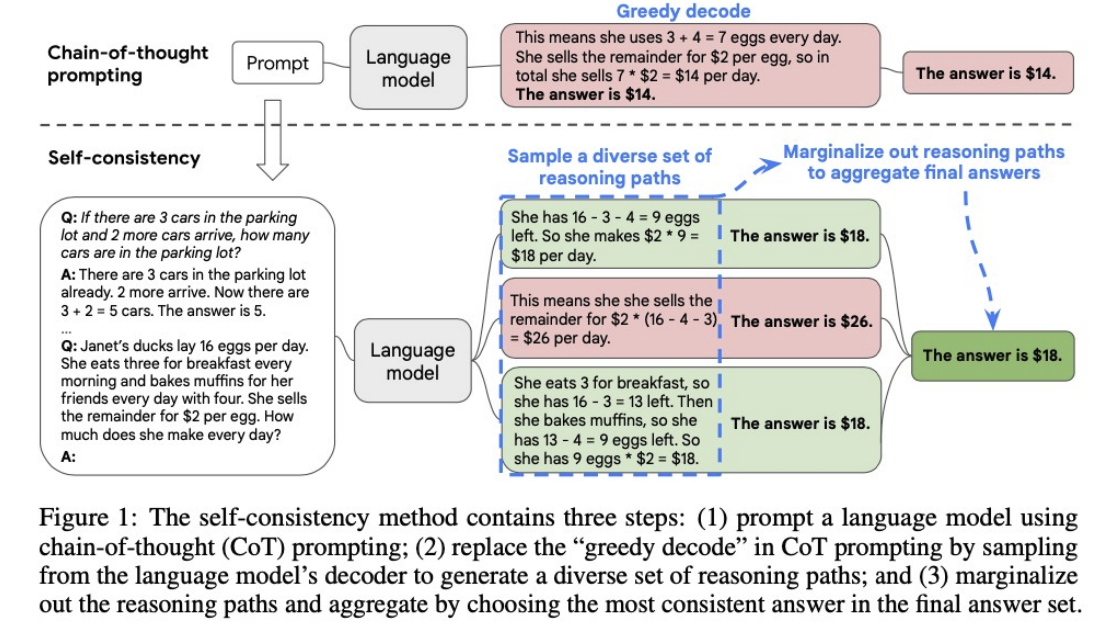 Greedy decode
Chain-of-thought
prompting
Prompt
Language
model
This means she uses 3 + 4 = 7 eggs every day.
She sells the remainder for $2 per egg, so in
total she sells 7 * $2 = $14 per day.
The answer is $14.
The answer is $14.
Self-consistency
Sample a diverse set of
reasoning paths
Marginalize out reasoning paths
to aggregate final answers
Q: If there are 3 cars in the parking
lot and 2 more cars arrive, how many
cars are in the parking lot?
A: There are 3 cars in the parking lot
already. 2 more arrive. Now there are
3 + 2 = 5 cars. The answer is 5.
...
Q: Janet's ducks lay 16 eggs per day.
She eats three for breakfast every
morning and bakes muffins for her
friends every day with four. She sells
the remainder for $2 per egg. How
much does she make every day?
A:
Language
model
She has 16 - 3 - 4 = 9 eggs
left. So she makes $2 * 9 =
$18 per day.
The answer is $18.
This means she she sells the
remainder for $2 * (16 - 4 - 3)
= $26 per day.
The answer is $26.
She eats 3 for breakfast, so
she has 16 - 3 = 13 left. Then
she bakes muffins, so she
has 13 - 4 = 9 eggs left. So
she has 9 eggs * $2 = $18.
The answer is $18.
The answer is $18.
Figure 1: The self-consistency method contains three steps: (1) prompt a language model using
chain-of-thought (CoT) prompting; (2) replace the “greedy decode” in CoT prompting by sampling
from the language model’s decoder to generate a diverse set of reasoning paths; and (3) marginalize
out the reasoning paths and aggregate by choosing the most consistent answer in the final answer set.